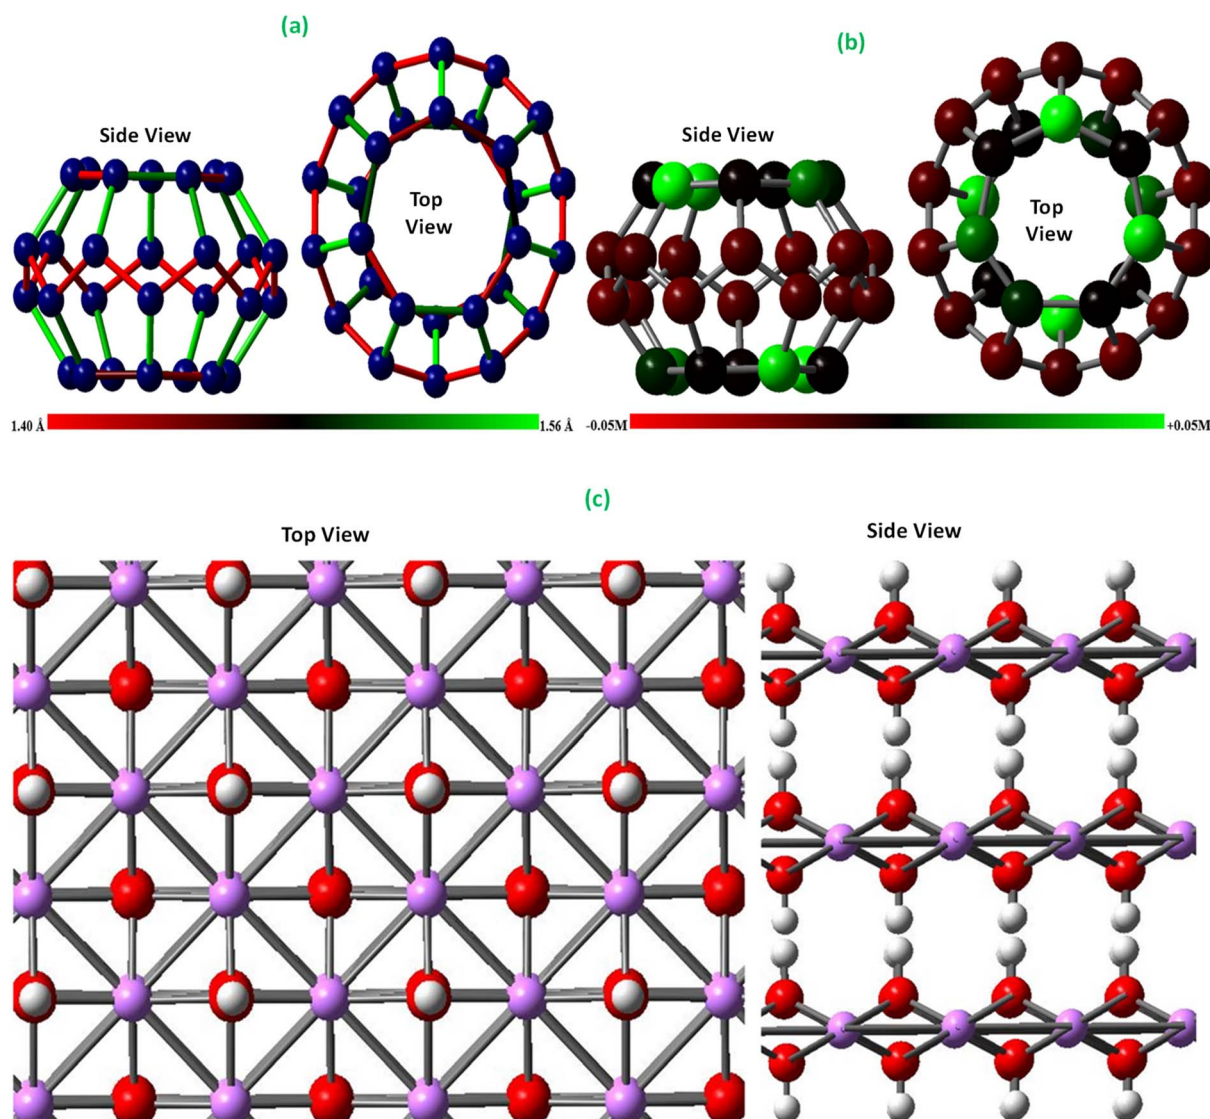 (a)
Side View
Top
View
1.40 Å
1.56 Å
(b)
Side View
Top
View
-0.05M
+0.05M
(c)
Top View
Side View